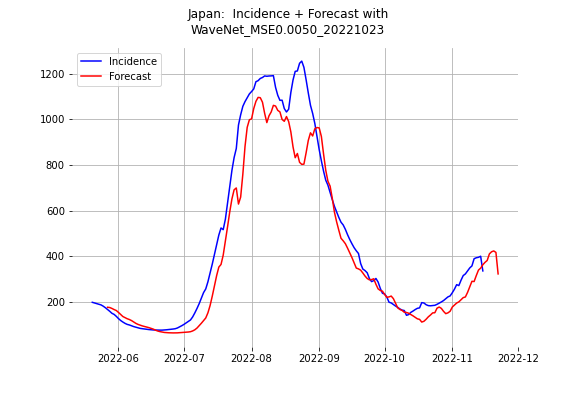 Japan:  Incidence + Forecast with
WaveNet_MSE0.0050_20221023
Incidence
Forecast
1200
1000
800
600
400
200
2022-06 2022-07 2022-08 2022-09 2022-10 2022-11 2022-12